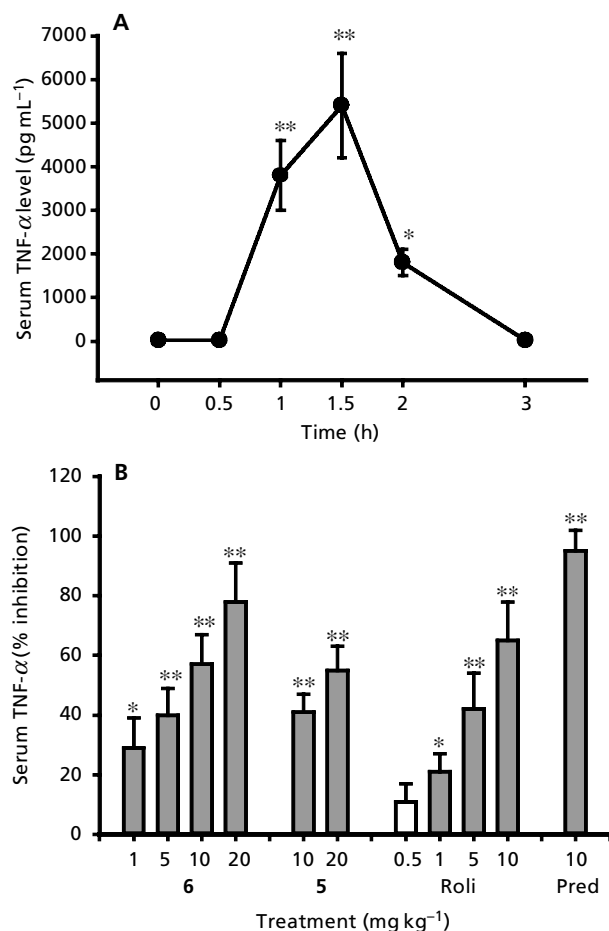 A
7000
6000
5000
4000
3000
2000
1000
0
Serum TNF-α level (pg mL⁻¹)
**
**
*
0 0.5 1 1.5 2 3
Time (h)
B
120
100
80
60
40
20
0
Serum TNF-α (% inhibition)
* ** ** ** ** ** * ** ** **
1 5 10 20 10 20 0.5 1 5 10 10
6 5 Roli Pred
Treatment (mg kg⁻¹)